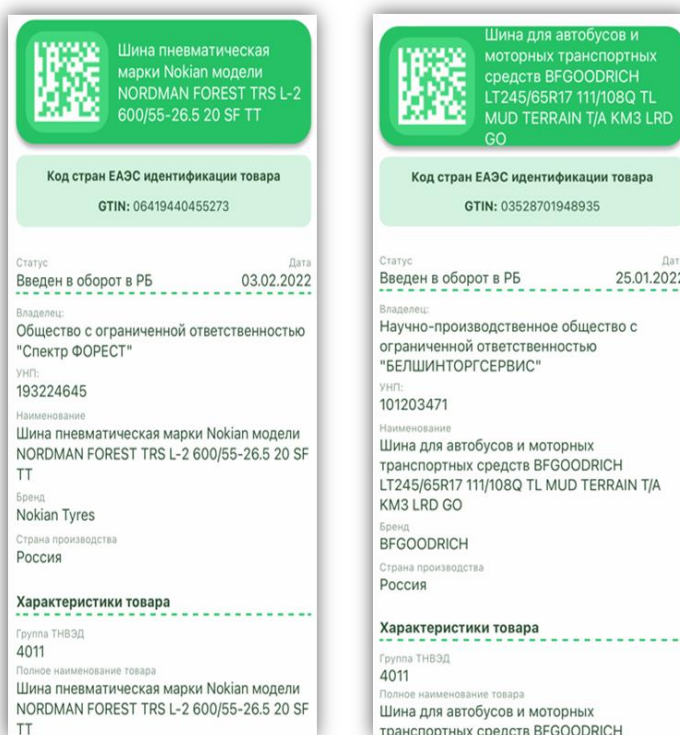 Шина пневматическая
марки Nokian модели
NORDMAN FOREST TRS L-2
600/55-26.5 20 SF TT
Код стран ЕАЭС идентификации товара
GTIN: 06419440455273
Статус
Дата
Введен в оборот в РБ
03.02.2022
Владелец:
Общество с ограниченной ответственностью
"Спектр ФОРЕСТ"
УНП:
193224645
Наименование
Шина пневматическая марки Nokian модели
NORDMAN FOREST TRS L-2 600/55-26.5 20 SF
TT
Бренд
Nokian Tyres
Страна производства
Россия
Характеристики товара
Группа ТНВЭД
4011
Полное наименование товара
Шина пневматическая марки Nokian модели
NORDMAN FOREST TRS L-2 600/55-26.5 20 SF
TT
Шина для автобусов и
моторных транспортных
средств BFGOODRICH
LT245/65R17 111/108Q TL
MUD TERRAIN T/A KM3 LRD
GO
Код стран ЕАЭС идентификации товара
GTIN: 03528701948935
Статус
Дат
Введен в оборот в РБ
25.01.2022
Владелец:
Научно-производственное общество с
ограниченной ответственностью
"БЕЛШИНТОРГСЕРВИС"
УНП:
101203471
Наименование
Шина для автобусов и моторных
транспортных средств BFGOODRICH
LT245/65R17 111/108Q TL MUD TERRAIN T/A
KM3 LRD GO
Бренд
BFGOODRICH
Страна производства
Россия
Характеристики товара
Группа ТНВЭД
4011
Полное наименование товара
Шина для автобусов и моторных
транспортных средств BFGOODRICH